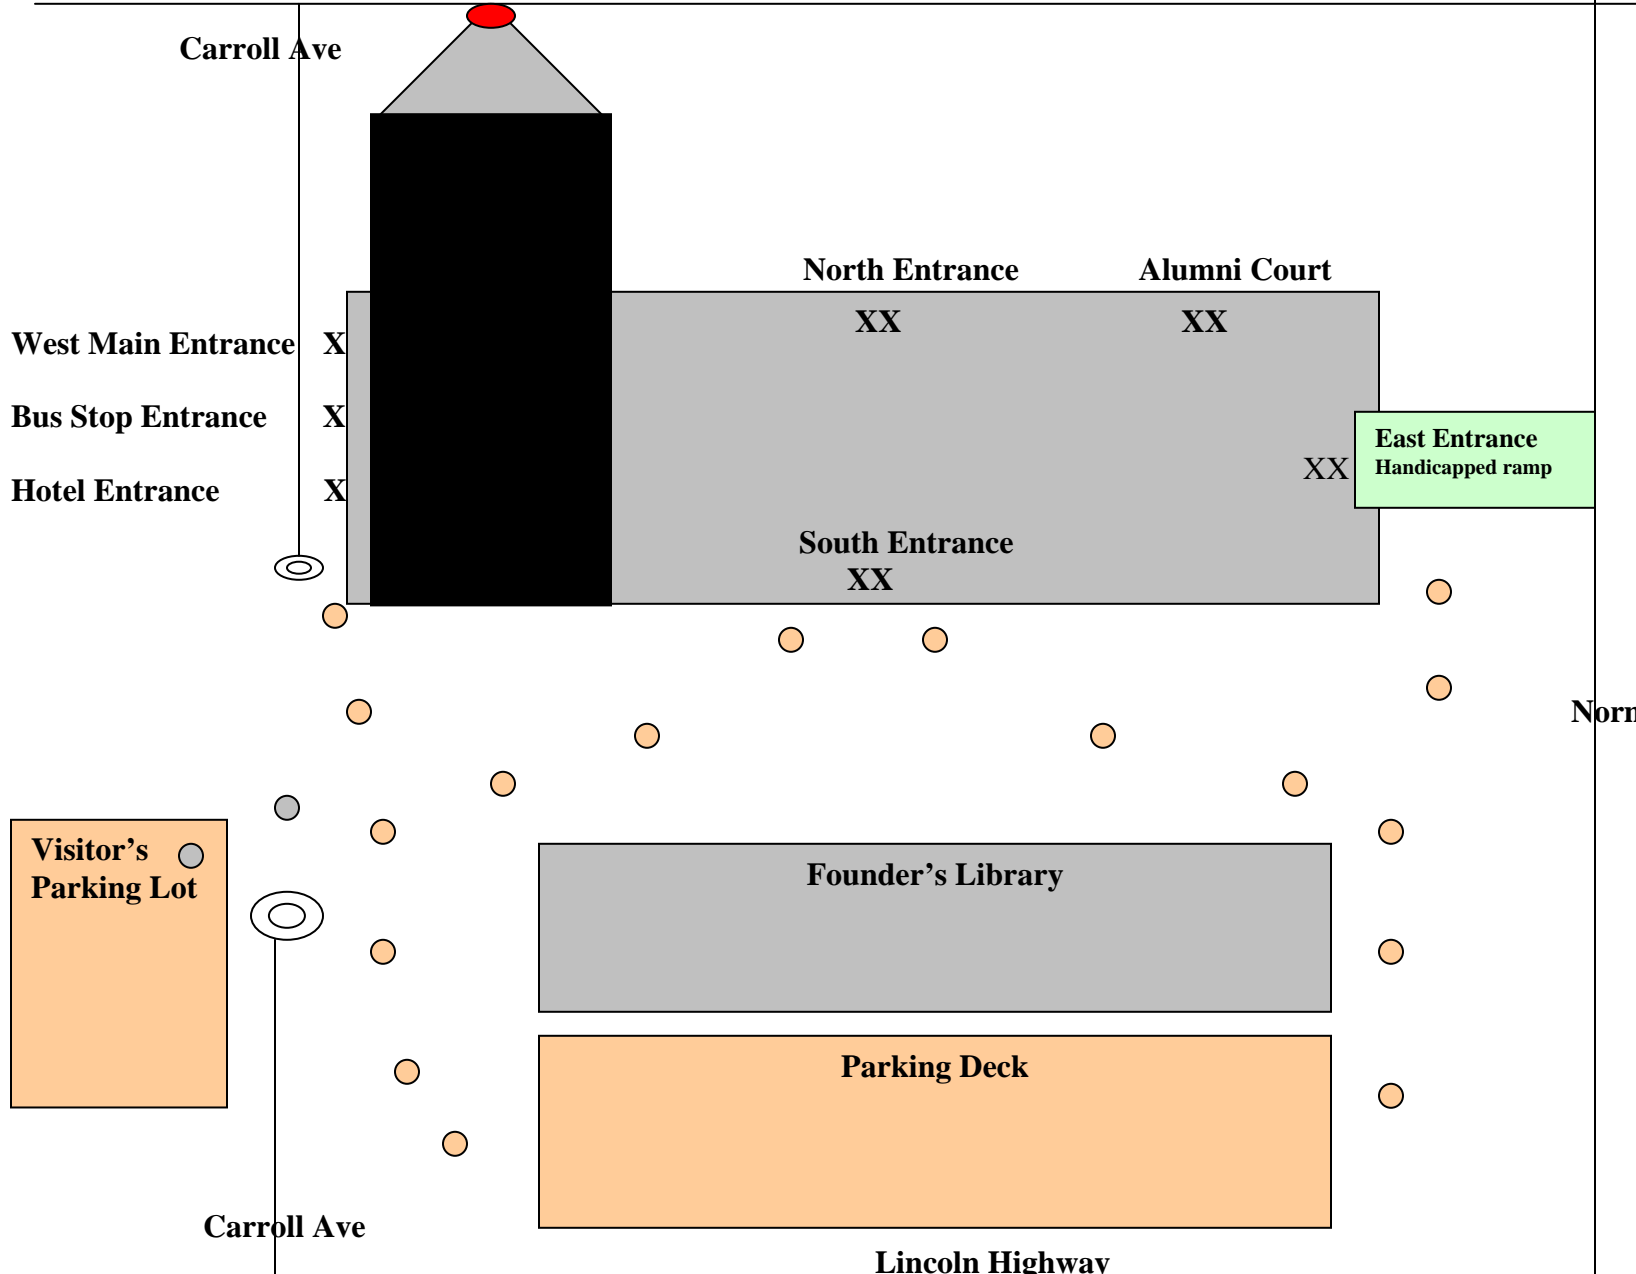 Carroll Ave
North Entrance
Alumni Court
XX
XX
West Main Entrance X
Bus Stop Entrance X
East Entrance
XX
Handicapped ramp
Hotel Entrance X
South Entrance
XX
Visitor’s
Parking Lot
Founder’s Library
Parking Deck
Carroll Ave
Lincoln Highway